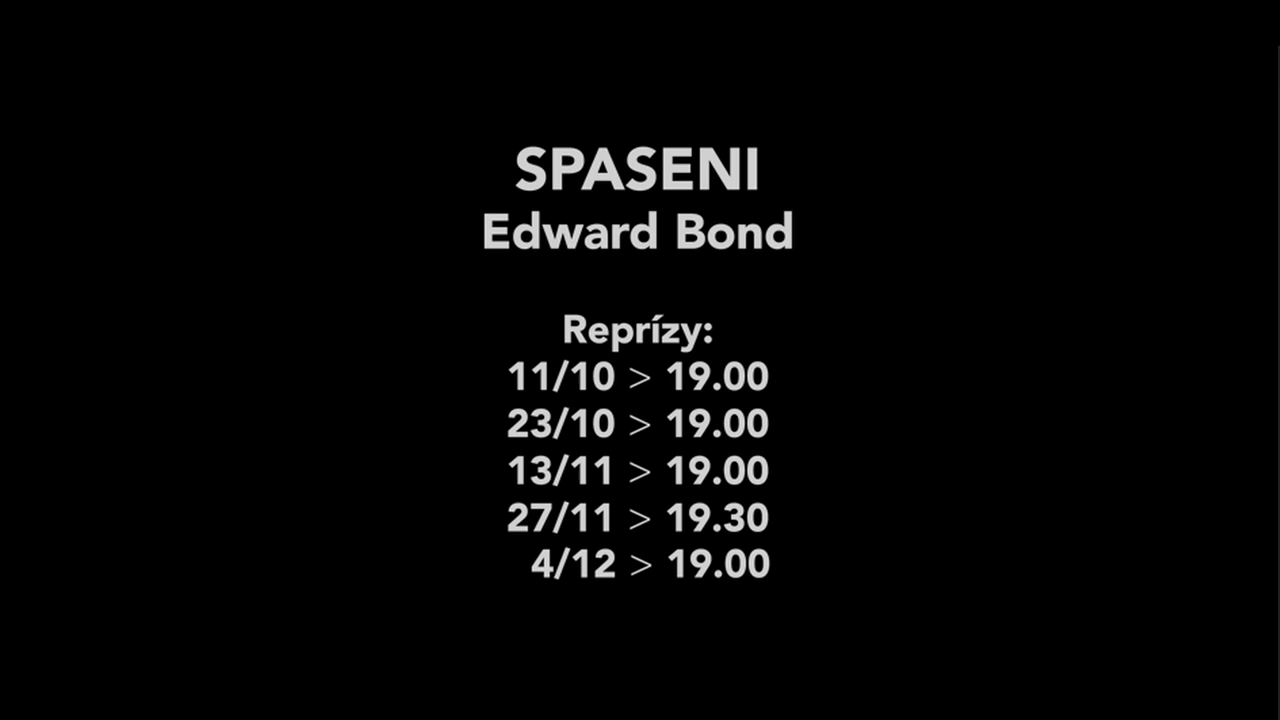 SPASENI
Edward Bond
Reprízy:
11/10 > 19.00
23/10 > 19.00
13/11 > 19.00
27/11 > 19.30
4/12 > 19.00